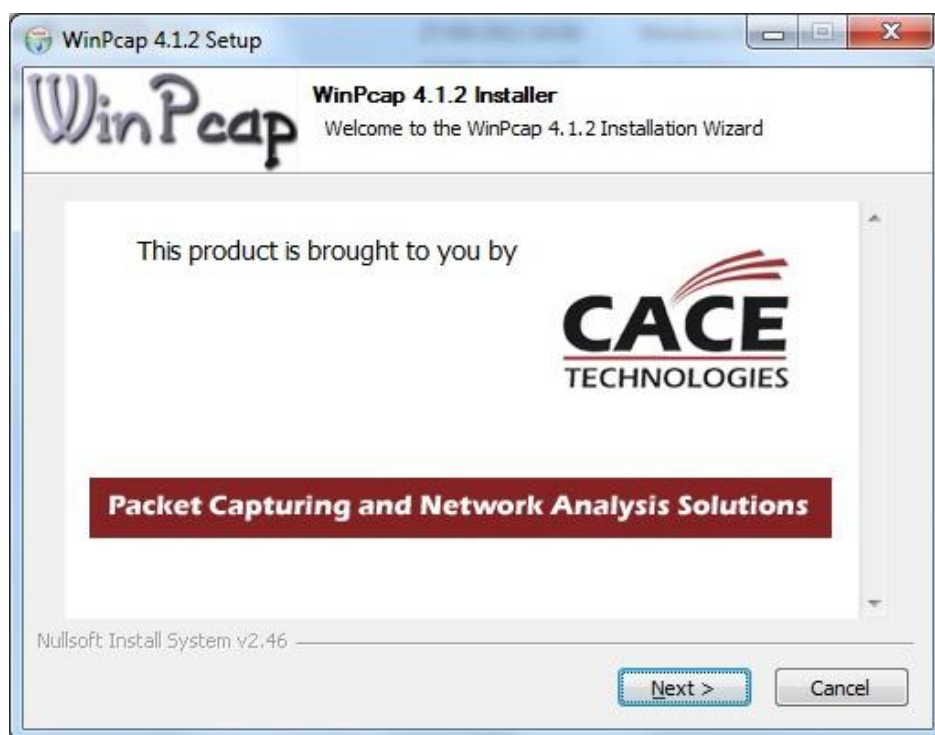 WinPcap 4.1.2 Setup
WinPcap
WinPcap 4.1.2 Installer
Welcome to the WinPcap 4.1.2 Installation Wizard
This product is brought to you by
CACE
TECHNOLOGIES
Packet Capturing and Network Analysis Solutions
Nullsoft Install System v2.46
Next >
Cancel